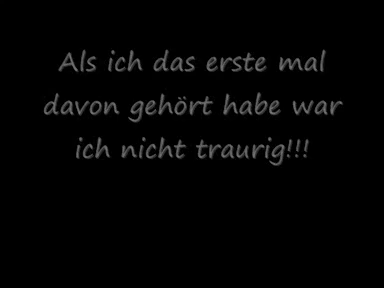 Als ich das erste mal
davon gehört habe war
ich nicht traurig!!!